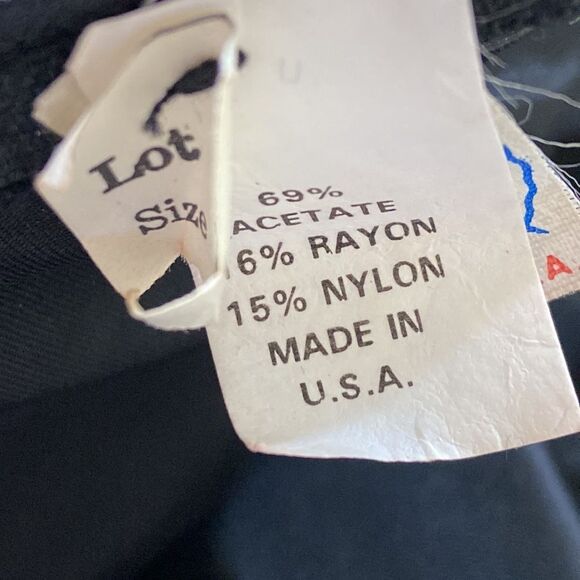 Lot
Size
69%
ACETATE
16% RAYON
15% NYLON
MADE IN
U.S.A.
A.